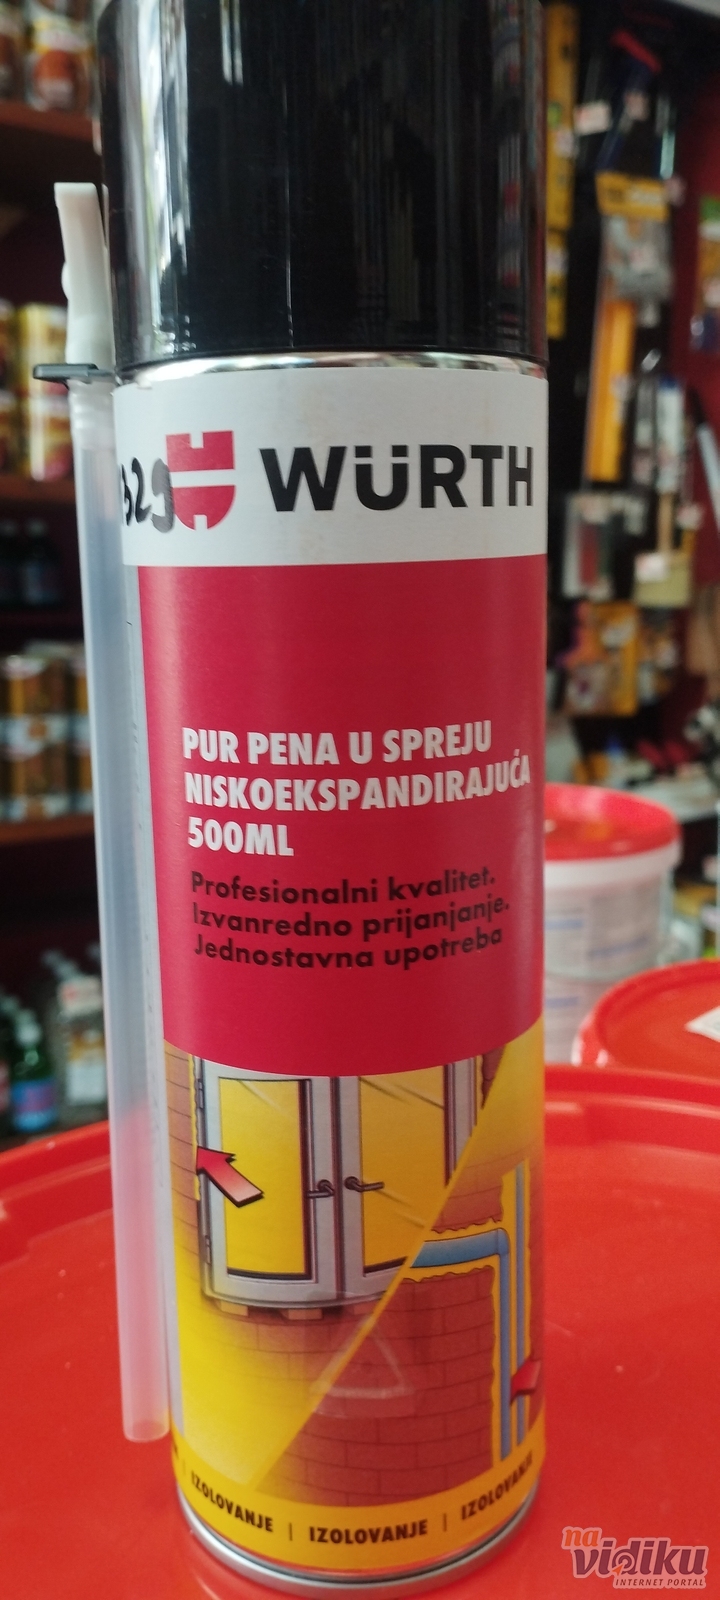 329
WÜRTH
PUR PENA U SPREJU
NISKOEKSPANDIRAJUĆA
500ML
Profesionalni kvalitet.
Izvanredno prijanjanje.
Jednostavna upotreba
IZOLOVANJE | IZOLOVANJE | IZOLOVANJE
na
vidiku
INTERNET PORTAL